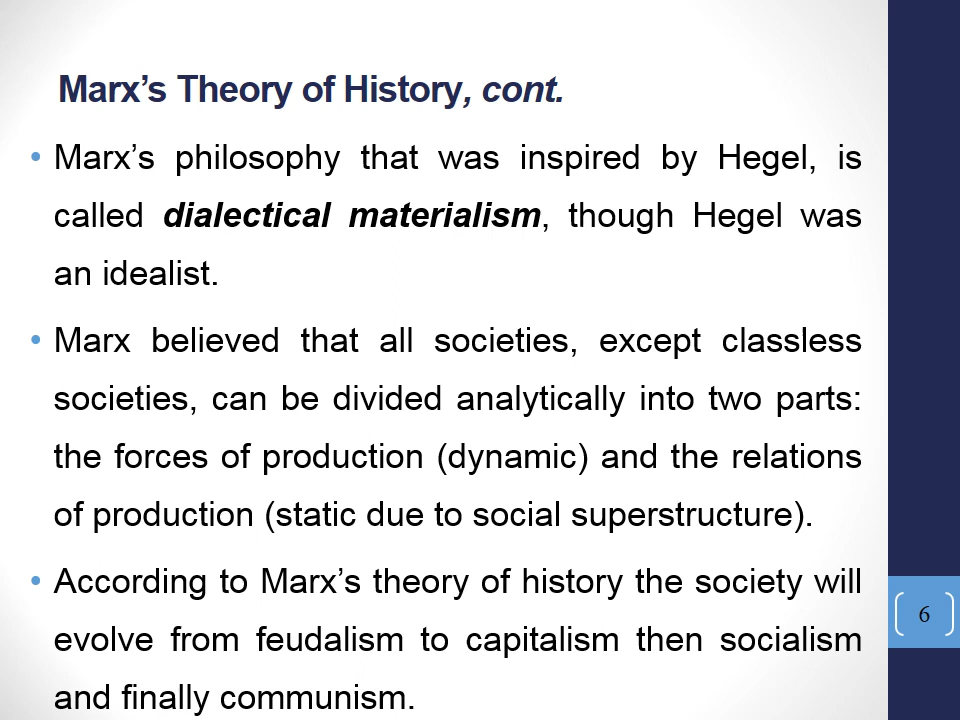 Marx’s Theory of History, cont.
• Marx’s philosophy that was inspired by Hegel, is
called dialectical materialism, though Hegel was
an idealist.
• Marx believed that all societies, except classless
societies, can be divided analytically into two parts:
the forces of production (dynamic) and the relations
of production (static due to social superstructure).
• According to Marx’s theory of history the society will
evolve from feudalism to capitalism then socialism
and finally communism.
6